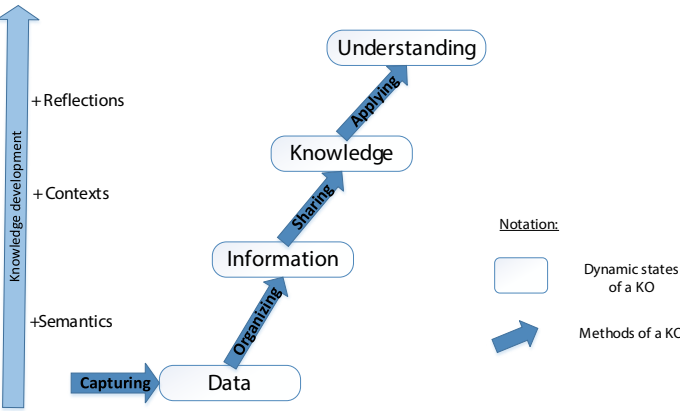 Understanding
Applying
+ Reflections
Knowledge
Knowledge development
+ Contexts
Sharing
Information
+Semantics
Organizing
Capturing
Data
Notation:
Dynamic states
of a KO
Methods of a KO